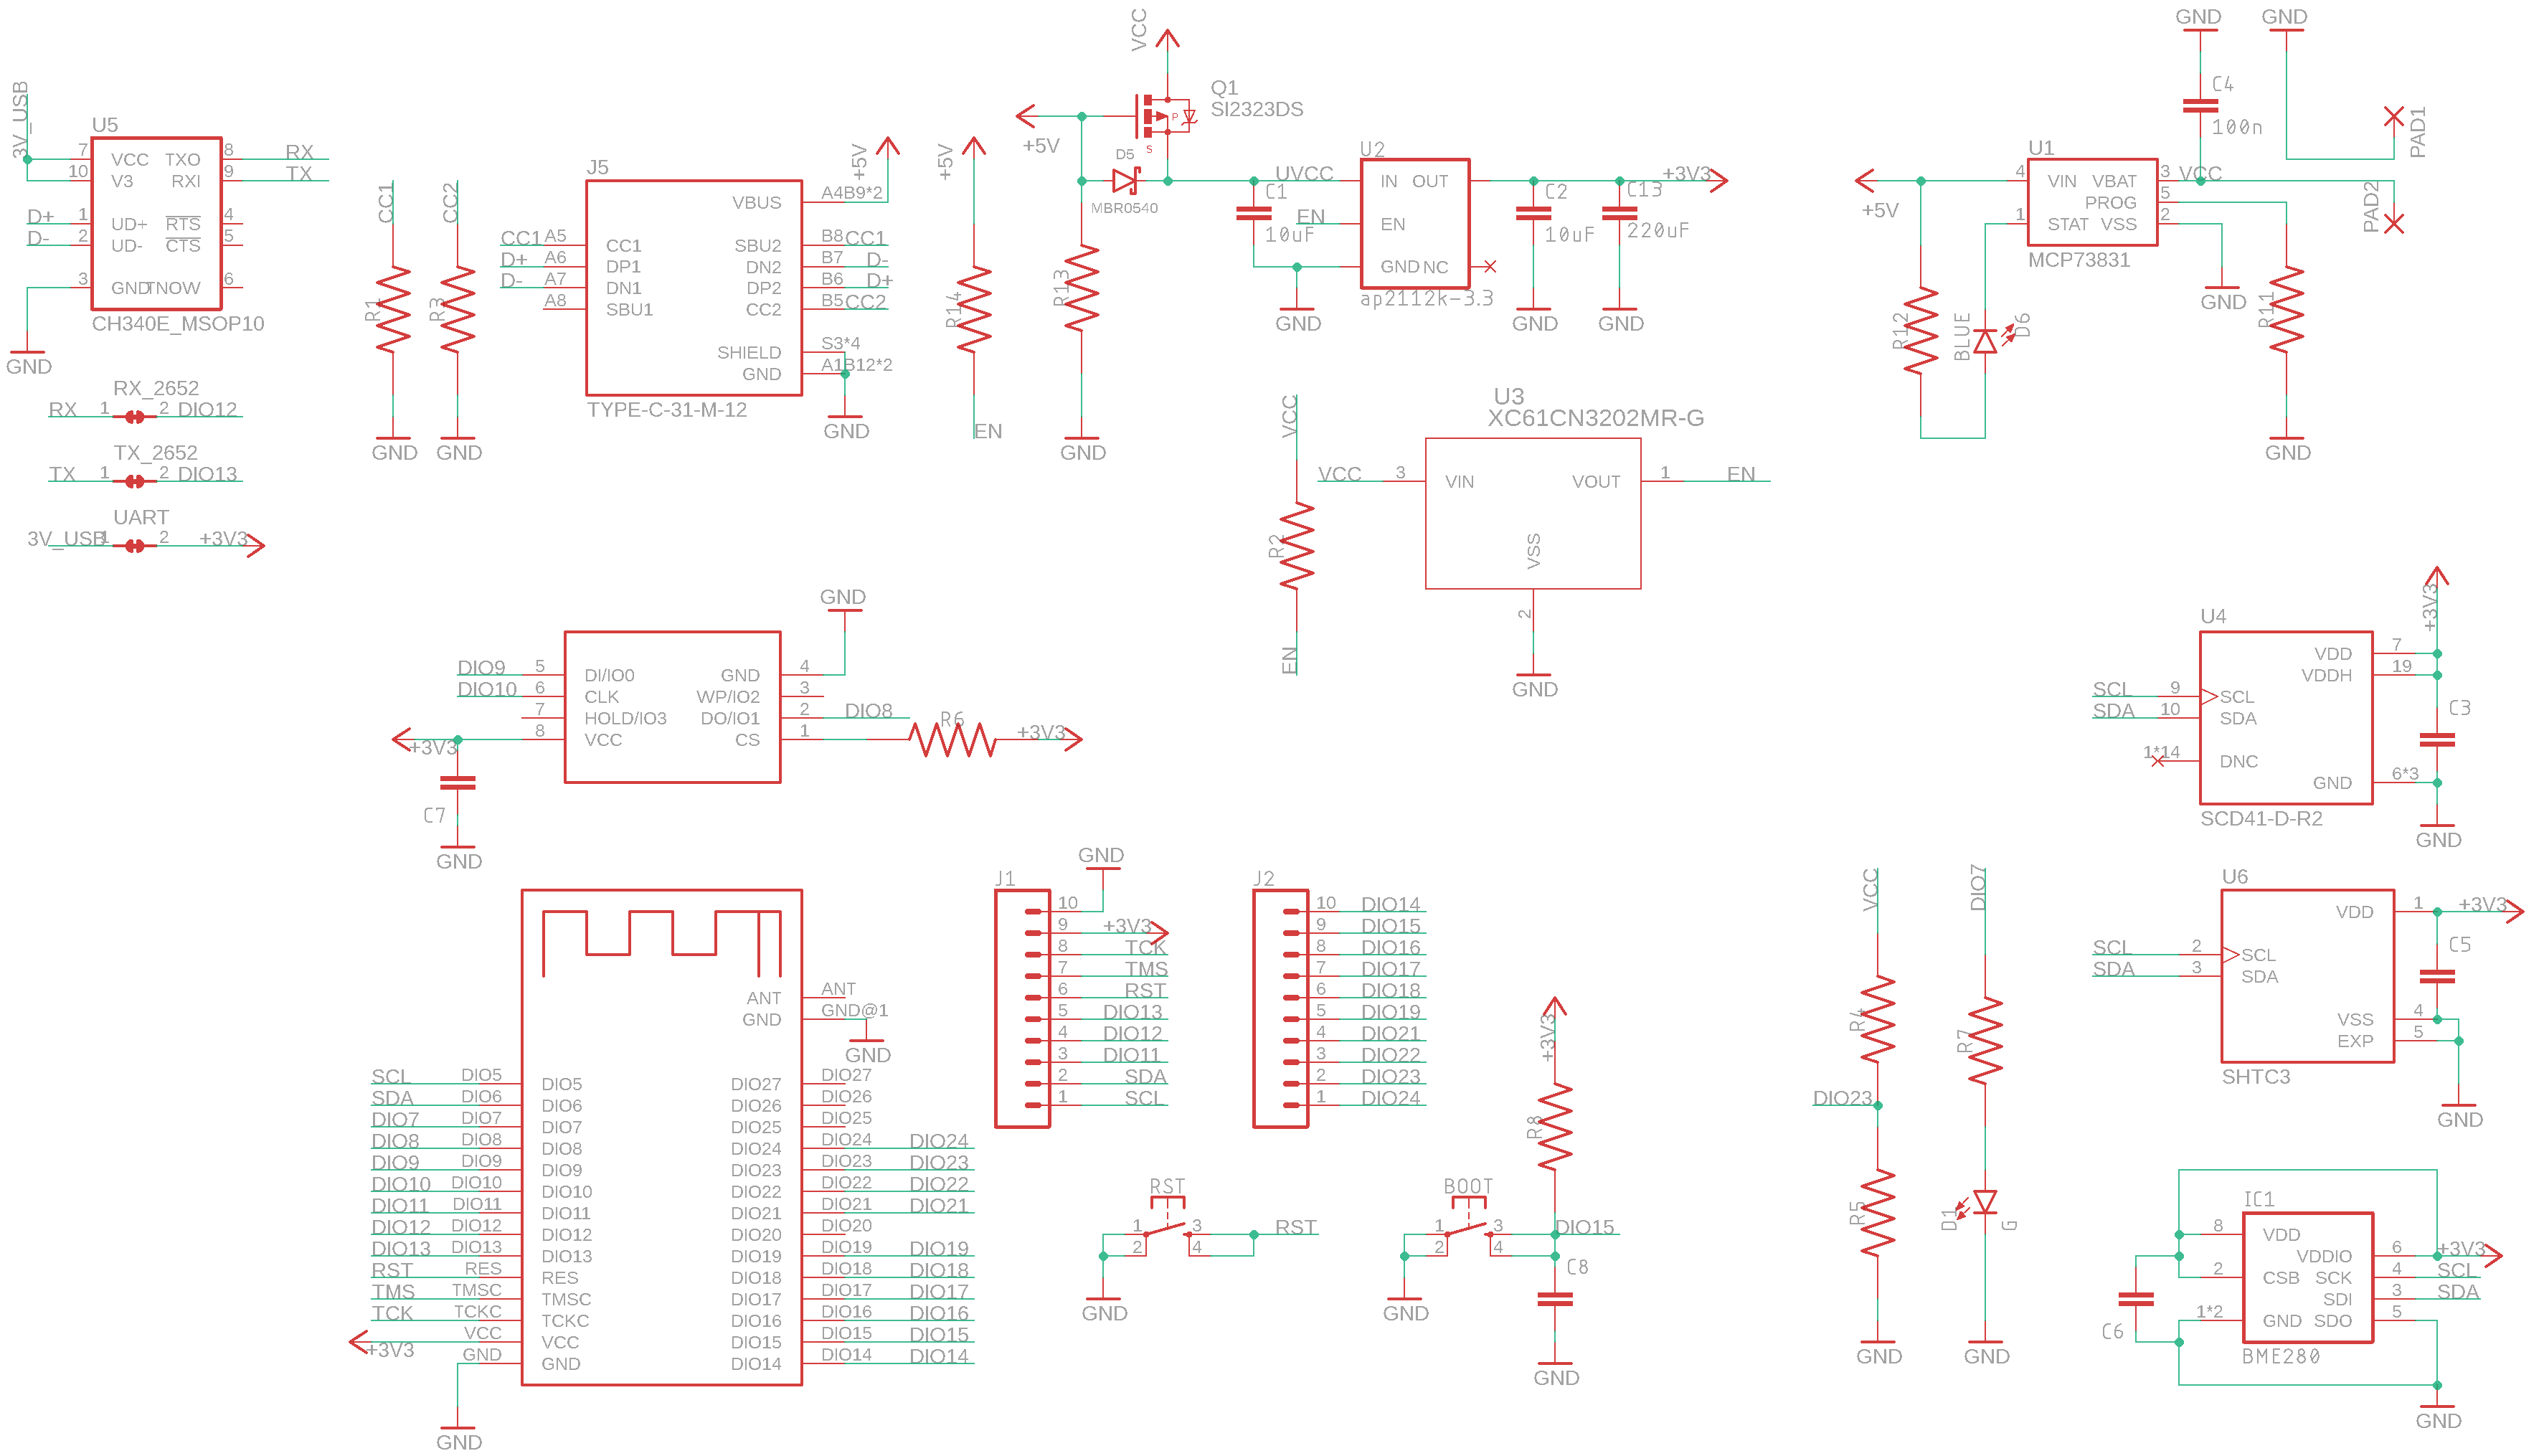 3V_USB
U5
7 VCC TXO 8 RX
10 V3 RXI 9 TX
D+ 1 UD+ RTS 4
D- 2 UD- CTS 5
3 GND TNOW 6
CH340E_MSOP10
GND
RX_2652
RX 1 2 DIO12
TX_2652
TX 1 2 DIO13
UART
3V_USB 1 2 +3V3
CC1
R1
GND
CC2
R3
GND
J5
VBUS A4B9*2 +5V
CC1 A5 CC1 SBU2 B8 CC1
D+ A6 DP1 DN2 B7 D-
D- A7 DN1 DP2 B6 D+
A8 SBU1 CC2 B5 CC2
SHIELD S3*4
GND A1B12*2
TYPE-C-31-M-12
GND
+5V
R14
EN
VCC
Q1
SI2323DS
P
S
+5V
D5
MBR0540
R13
GND
UVCC
C1
10uF
EN
GND
U2
IN OUT
EN
GND NC
ap2112k-3.3
+3V3
C2
10uF
GND
C13
220uF
GND
GND
C4
100n
GND
PAD1
PAD2
U1
4 VIN VBAT 3 VCC
PROG 5
1 STAT VSS 2
MCP73831
+5V
R12
BLUE
D6
GND
R11
GND
VCC
R2
EN
U3
XC61CN3202MR-G
VCC 3 VIN VOUT 1 EN
VSS
2
GND
GND
DIO9 5 DI/IO0 GND 4
DIO10 6 CLK WP/IO2 3
7 HOLD/IO3 DO/IO1 2 DIO8
+3V3 8 VCC CS 1 R6 +3V3
C7
GND
U4
+3V3
VDD 7
VDDH 19
SCL 9 SCL
SDA 10 SDA
C3
1*14 DNC
GND 6*3
SCD41-D-R2
GND
ANT ANT
GND GND@1
GND
SCL DIO5 DIO5 DIO27 DIO27
SDA DIO6 DIO6 DIO26 DIO26
DIO7 DIO7 DIO7 DIO25 DIO25
DIO8 DIO8 DIO8 DIO24 DIO24 DIO24
DIO9 DIO9 DIO9 DIO23 DIO23 DIO23
DIO10 DIO10 DIO10 DIO22 DIO22 DIO22
DIO11 DIO11 DIO11 DIO21 DIO21 DIO21
DIO12 DIO12 DIO12 DIO20 DIO20
DIO13 DIO13 DIO13 DIO19 DIO19 DIO19
RST RES RES DIO18 DIO18 DIO18
TMS TMSC TMSC DIO17 DIO17 DIO17
TCK TCKC TCKC DIO16 DIO16 DIO16
+3V3 VCC VCC DIO15 DIO15 DIO15
GND GND DIO14 DIO14 DIO14
GND
J1
GND
10
9 +3V3
8 TCK
7 TMS
6 RST
5 DIO13
4 DIO12
3 DIO11
2 SDA
1 SCL
J2
10 DIO14
9 DIO15
8 DIO16
7 DIO17
6 DIO18
5 DIO19
4 DIO21
3 DIO22
2 DIO23
1 DIO24
RST
1 3 RST
2 4
GND
+3V3
R8
BOOT
1 3 DIO15
2 4
C8
GND
GND
VCC
R4
DIO23
R5
GND
DIO7
R7
D1
G
GND
U6
VDD 1 +3V3
SCL 2 SCL
SDA 3 SDA
C5
VSS 4
EXP 5
SHTC3
GND
IC1
8 VDD
VDDIO 6 +3V3
2 CSB SCK 4 SCL
SDI 3 SDA
1*2 GND SDO 5
C6
BME280
GND